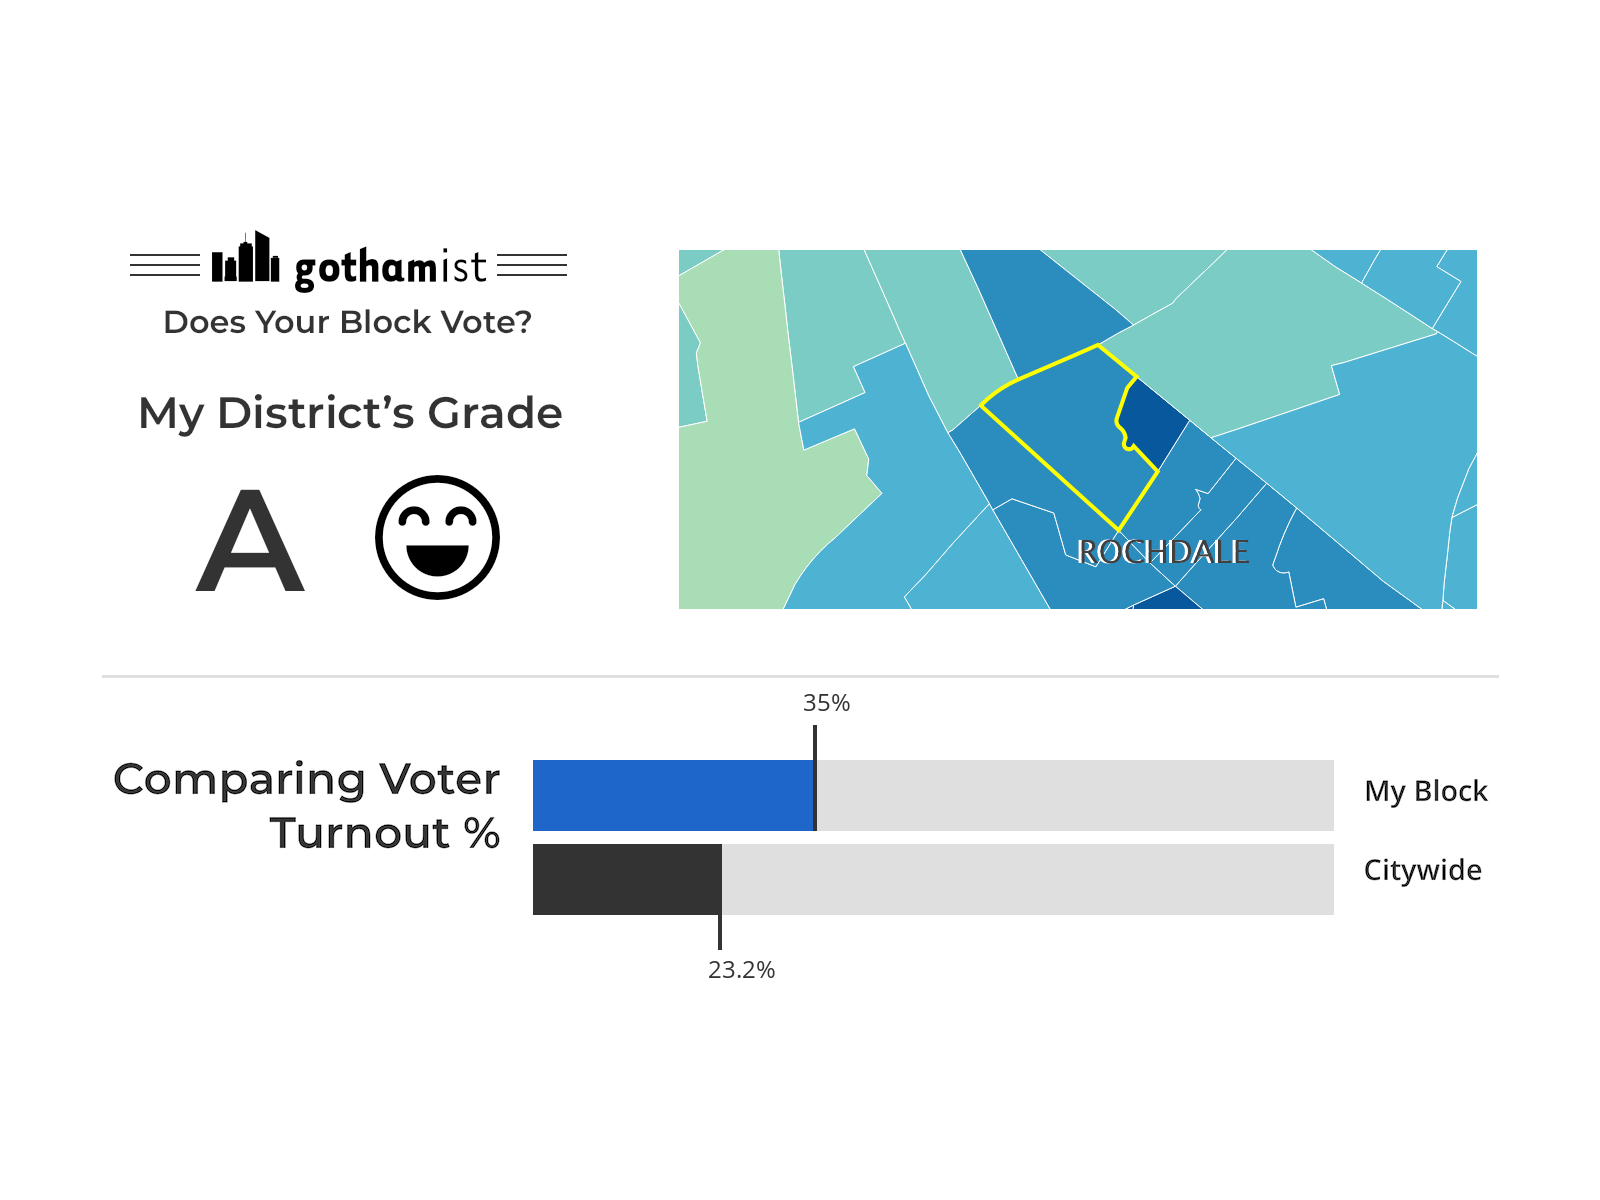 gothamist
Does Your Block Vote?
My District’s Grade
A
ROCHDALE
35%
Comparing Voter
Turnout %
My Block
Citywide
23.2%